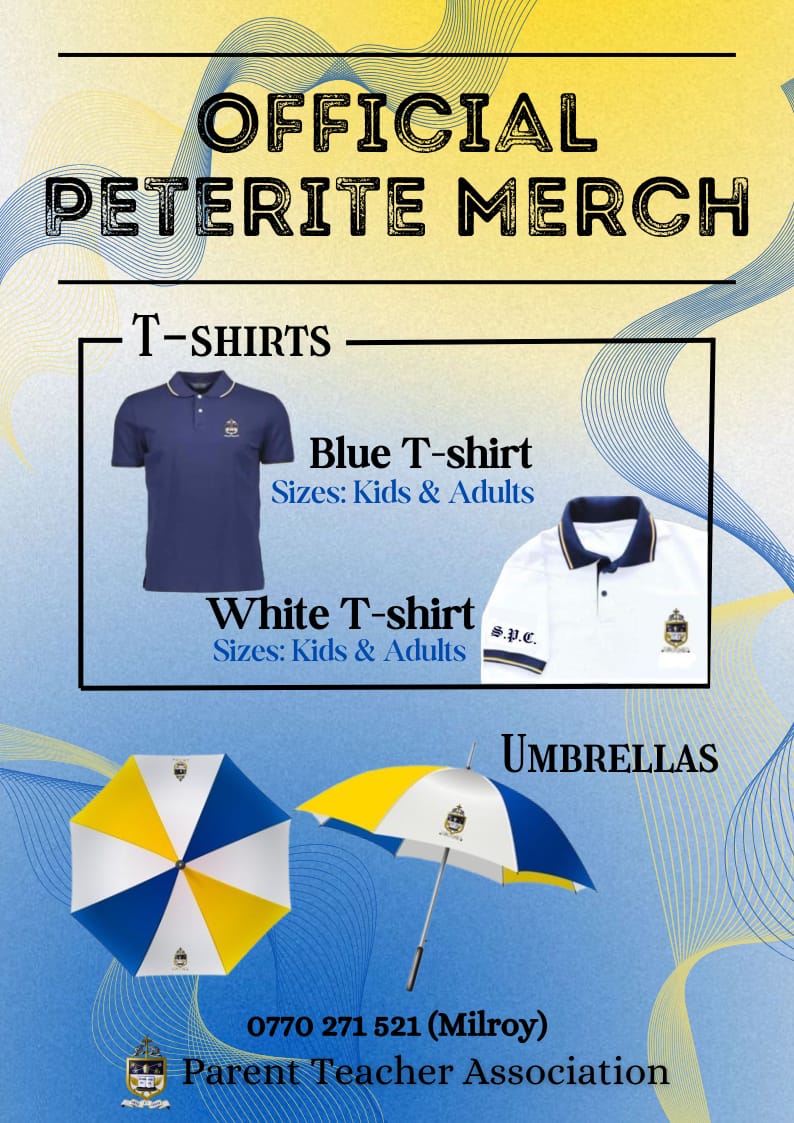 OFFICIAL
PETERITE MERCH
T-SHIRTS
Blue T-shirt
Sizes: Kids & Adults
White T-shirt
Sizes: Kids & Adults
S.P.C.
UMBRELLAS
0770 271 521 (Milroy)
Parent Teacher Association